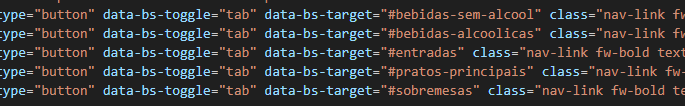 type="button" data-bs-toggle="tab" data-bs-target="#bebidas-sem-alcool" class="nav-link fw
type="button" data-bs-toggle="tab" data-bs-target="#bebidas-alcoolicas" class="nav-link fw
type="button" data-bs-toggle="tab" data-bs-target="#entradas" class="nav-link fw-bold text
type="button" data-bs-toggle="tab" data-bs-target="#pratos-principais" class="nav-link fw-
type="button" data-bs-toggle="tab" data-bs-target="#sobremesas" class="nav-link fw-bold te